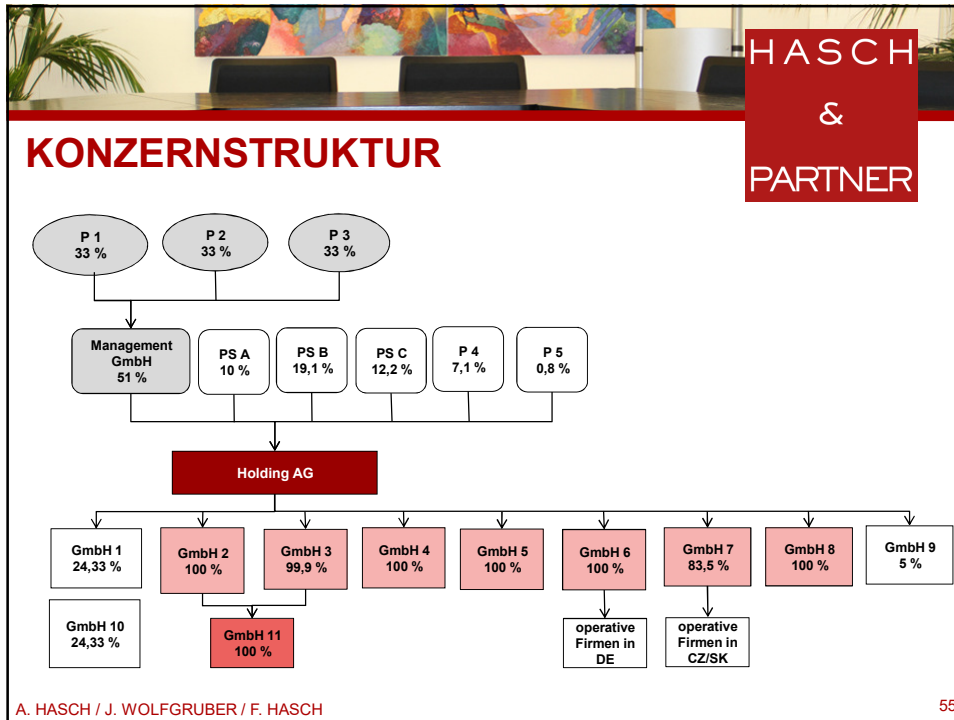 HASCH
&
PARTNER
KONZERNSTRUKTUR
P 1
33 %
P 2
33 %
P 3
33 %
Management
GmbH
51 %
PS A
10 %
PS B
19,1 %
PS C
12,2 %
P 4
7,1 %
P 5
0,8 %
Holding AG
GmbH 1
24,33 %
GmbH 2
100 %
GmbH 3
99,9 %
GmbH 4
100 %
GmbH 5
100 %
GmbH 6
100 %
GmbH 7
83,5 %
GmbH 8
100 %
GmbH 9
5 %
GmbH 10
24,33 %
GmbH 11
100 %
operative
Firmen in
DE
operative
Firmen in
CZ/SK
A. HASCH / J. WOLFGRUBER / F. HASCH
55